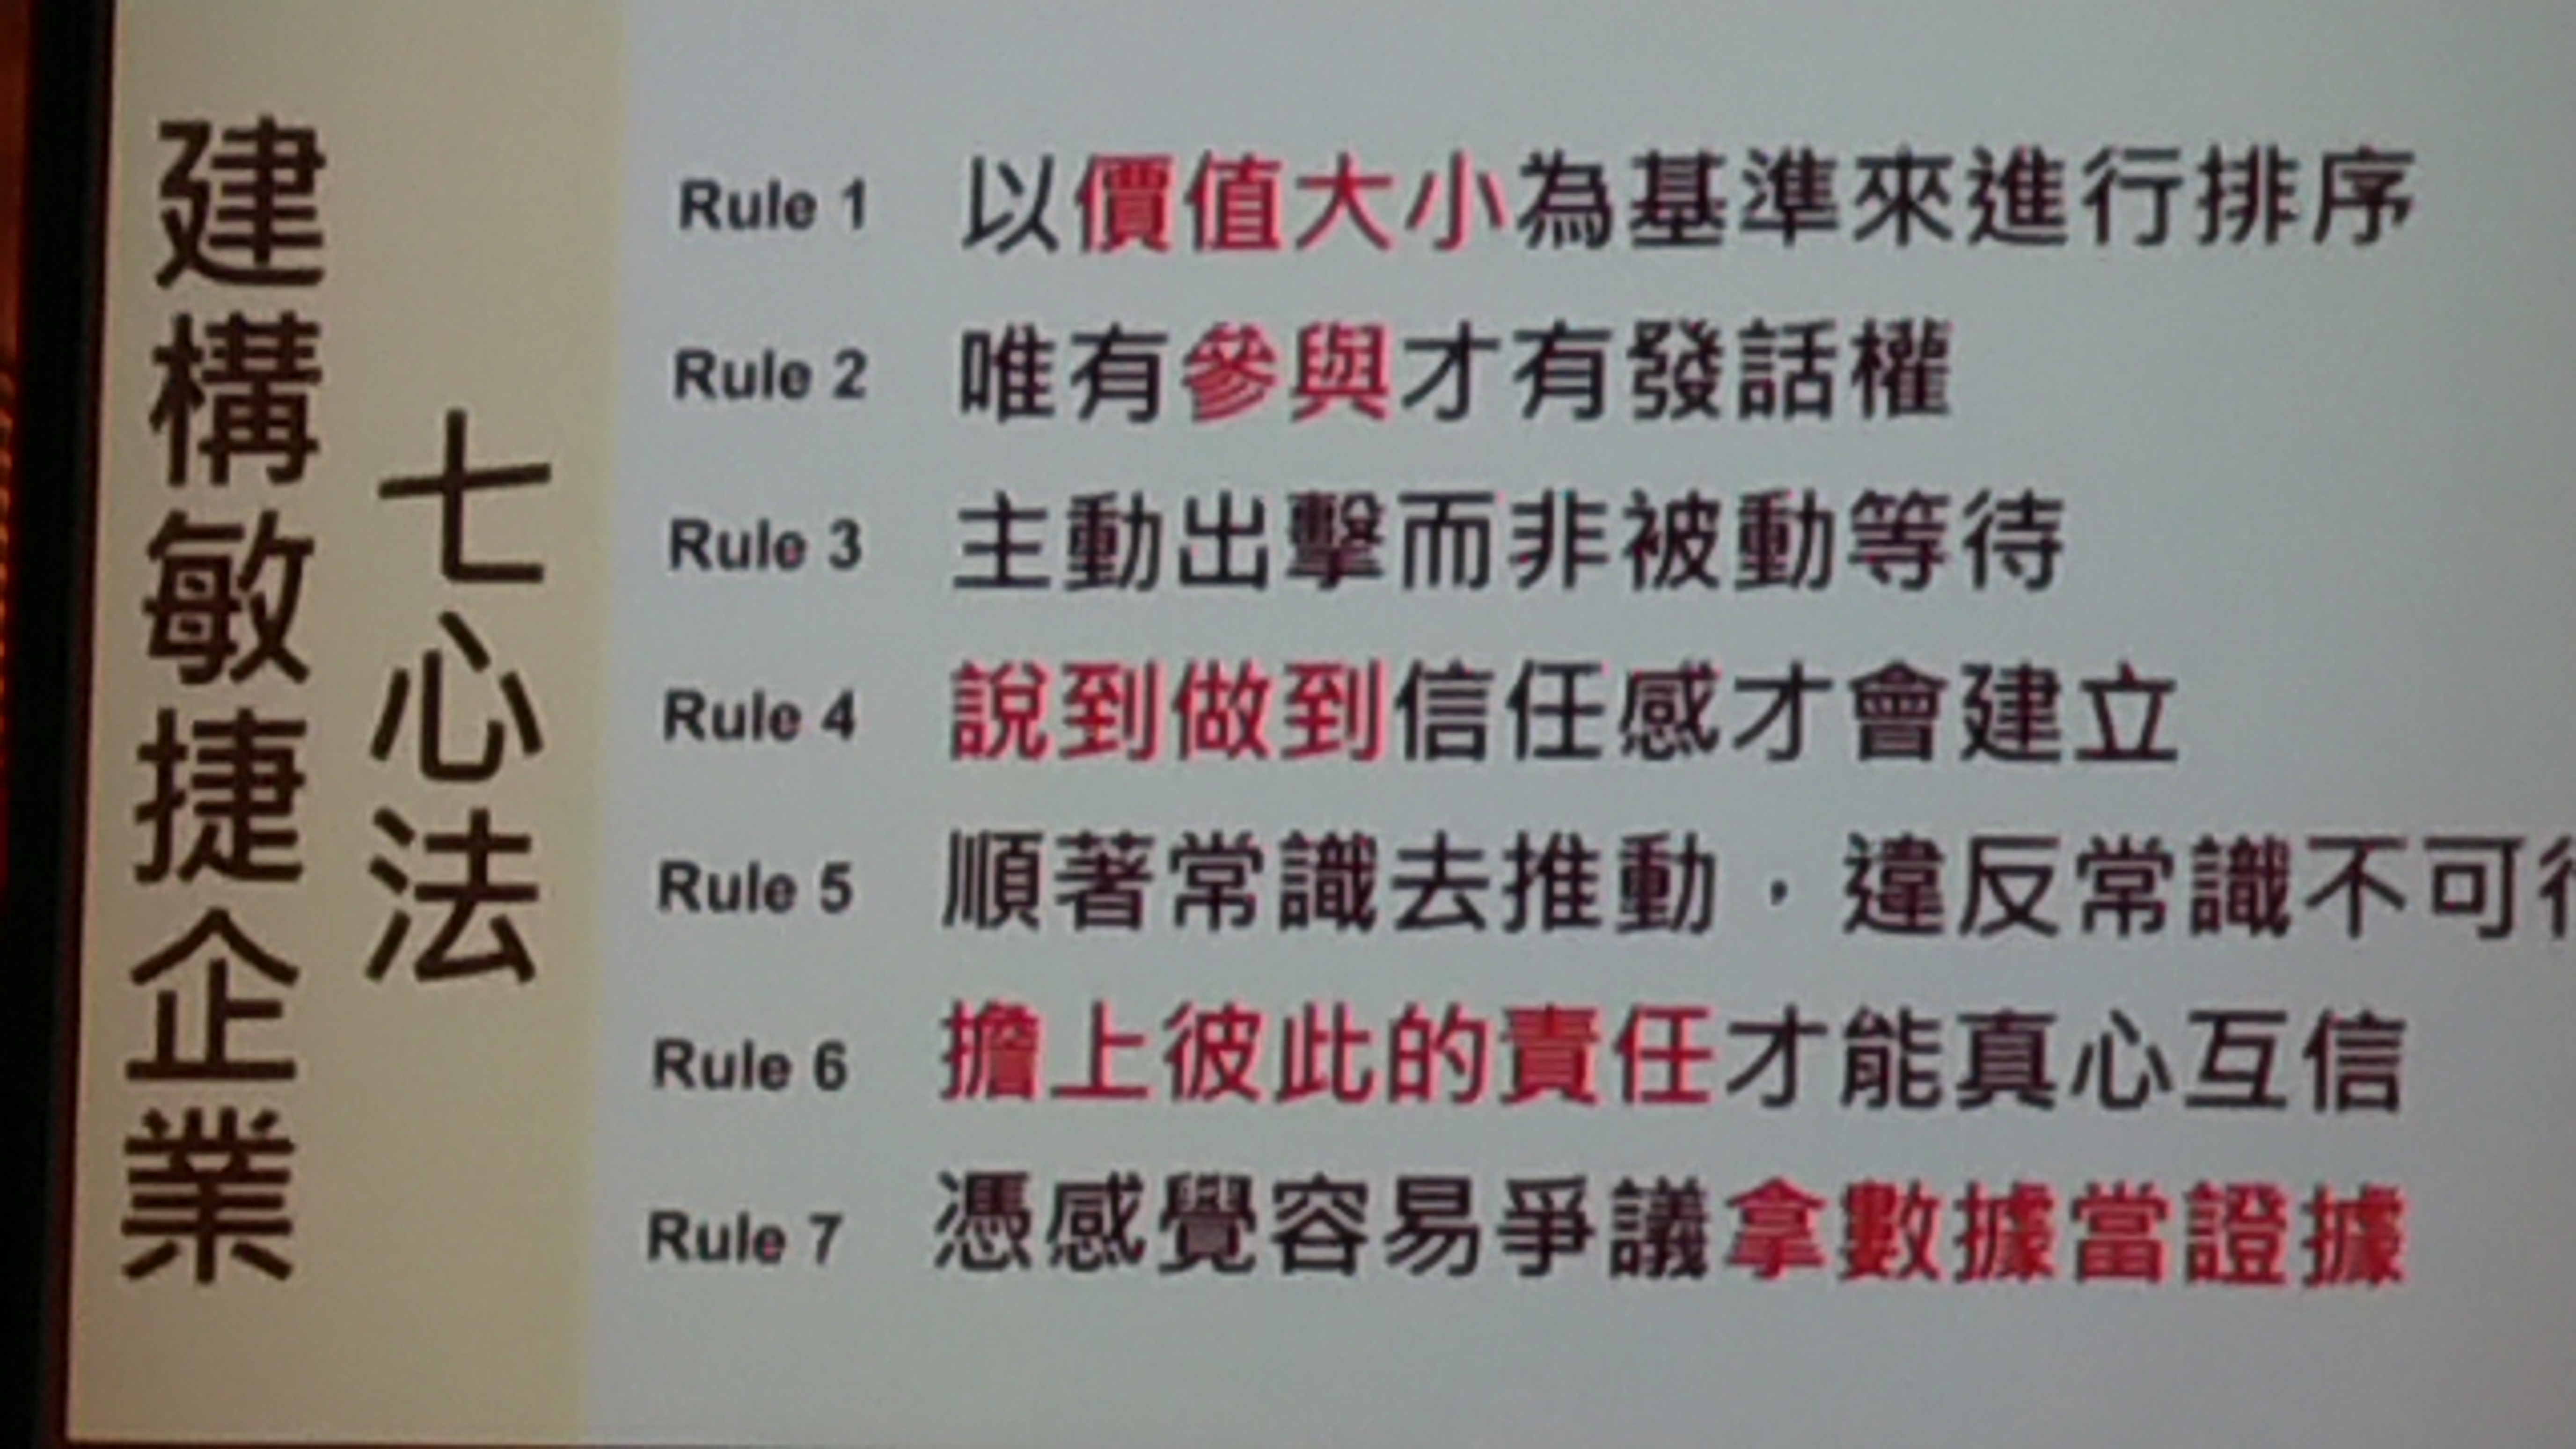 建構敏捷企業
七心法
Rule 1 以價值大小為基準來進行排序
Rule 2 唯有參與才有發話權
Rule 3 主動出擊而非被動等待
Rule 4 說到做到信任感才會建立
Rule 5 順著常識去推動，違反常識不可
Rule 6 擔上彼此的責任才能真心互信
Rule 7 憑感覺容易爭議拿數據當證據